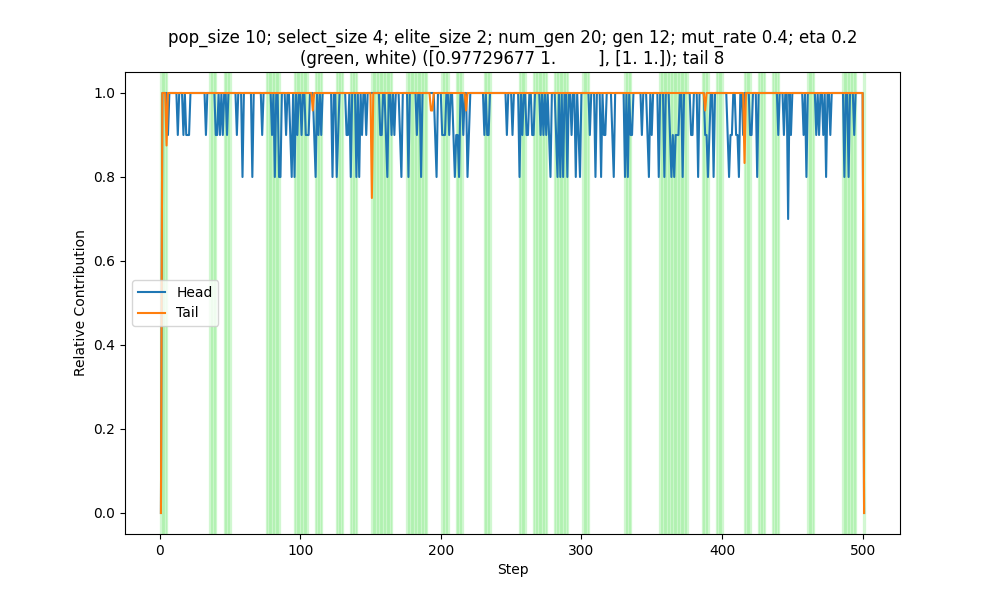 pop_size 10; select_size 4; elite_size 2; num_gen 20; gen 12; mut_rate 0.4; eta 0.2
(green, white) ([0.97729677 1.        ], [1. 1.]); tail 8
1.0
0.8
0.6
0.4
0.2
0.0
Relative Contribution
Head
Tail
0 100 200 300 400 500
Step